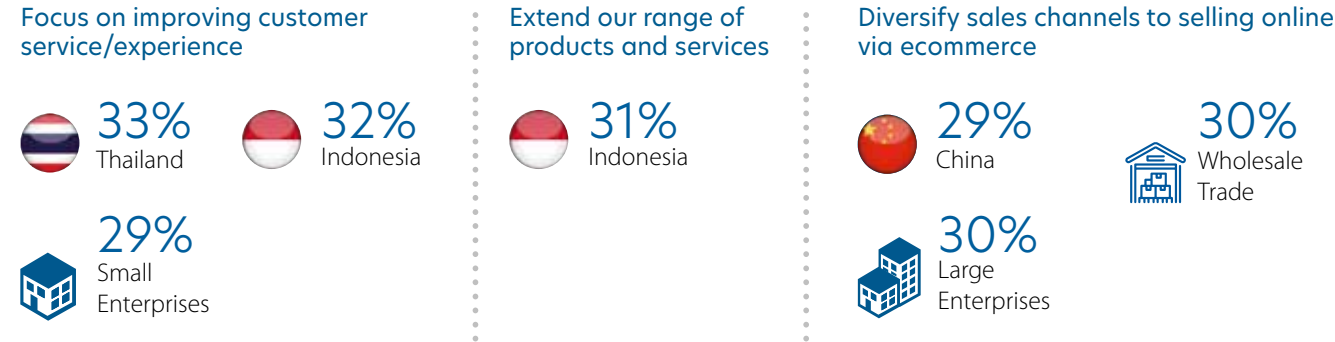 Focus on improving customer
service/experience
33%
Thailand
32%
Indonesia
29%
Small
Enterprises
Extend our range of
products and services
31%
Indonesia
Diversify sales channels to selling online
via ecommerce
29%
China
30%
Wholesale
Trade
30%
Large
Enterprises